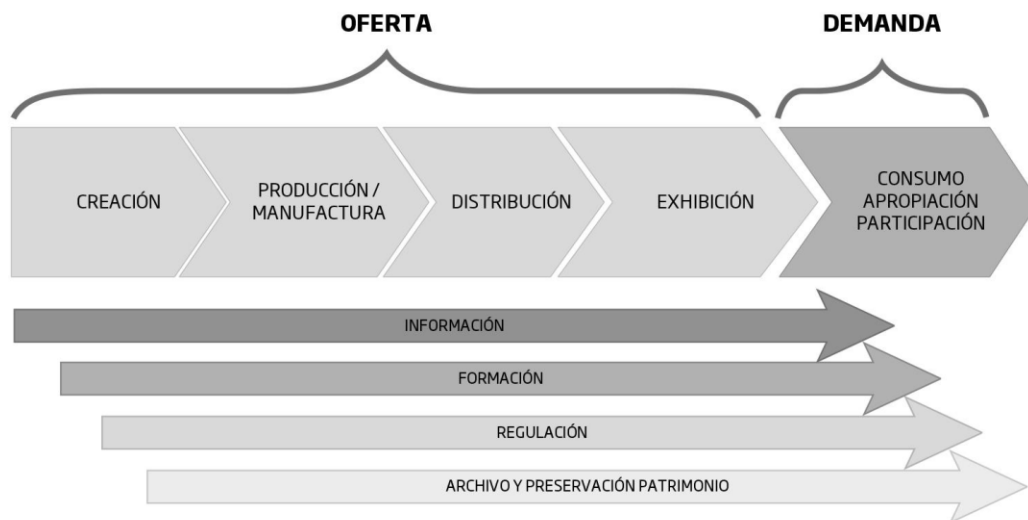 OFERTA
DEMANDA
CREACIÓN
PRODUCCIÓN /
MANUFACTURA
DISTRIBUCIÓN
EXHIBICIÓN
CONSUMO
APROPIACIÓN
PARTICIPACIÓN
INFORMACIÓN
FORMACIÓN
REGULACIÓN
ARCHIVO Y PRESERVACIÓN PATRIMONIO